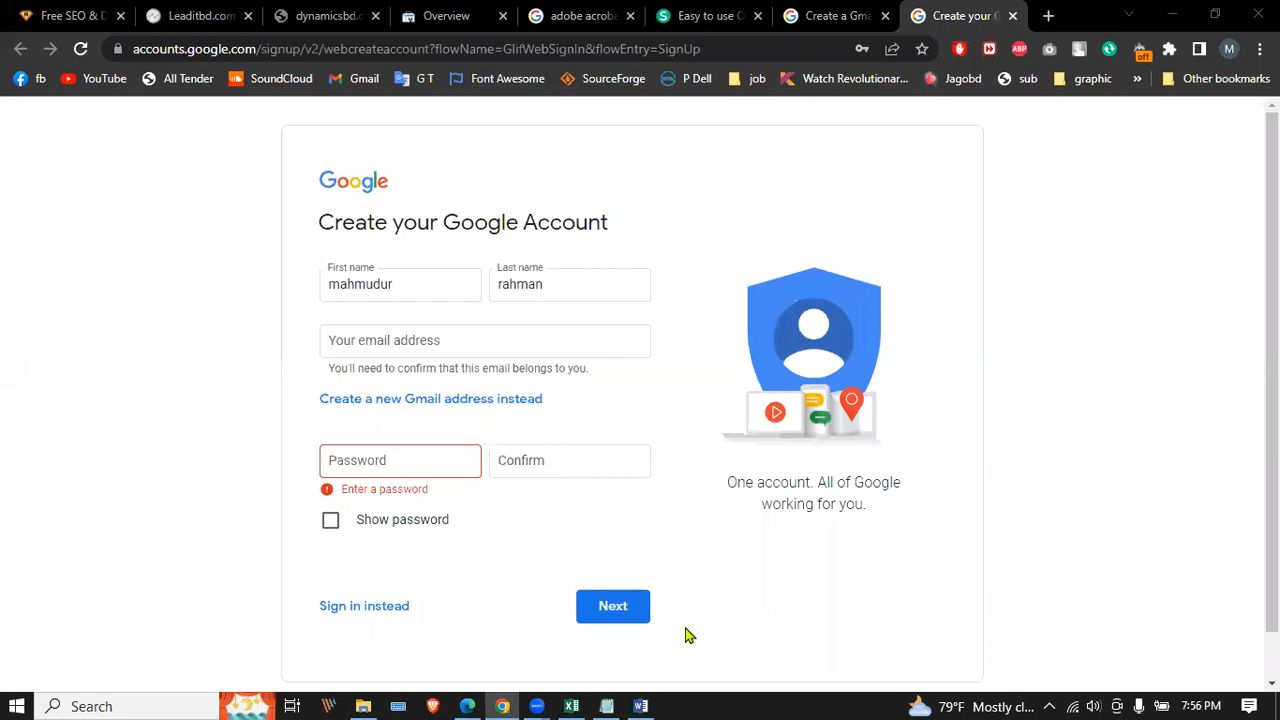 Free SEO & D
Leaditbd.com
dynamicsbd.c
Overview
adobe acroba
Easy to use O
Create a Gma
Create your G
accounts.google.com/signup/v2/webcreateaccount?flowName=GlifWebSignIn&flowEntry=SignUp
ABP
off
M
fb
YouTube
All Tender
SoundCloud
Gmail
G T
Font Awesome
SourceForge
P Dell
job
Watch Revolutionar...
Jagobd
sub
graphic
»
Other bookmarks
Google
Create your Google Account
First name
mahmudur
Last name
rahman
Your email address
You'll need to confirm that this email belongs to you.
Create a new Gmail address instead
Password
Confirm
Enter a password
Show password
Sign in instead
Next
One account. All of Google
working for you.
Search
79°F Mostly cl...
7:56 PM